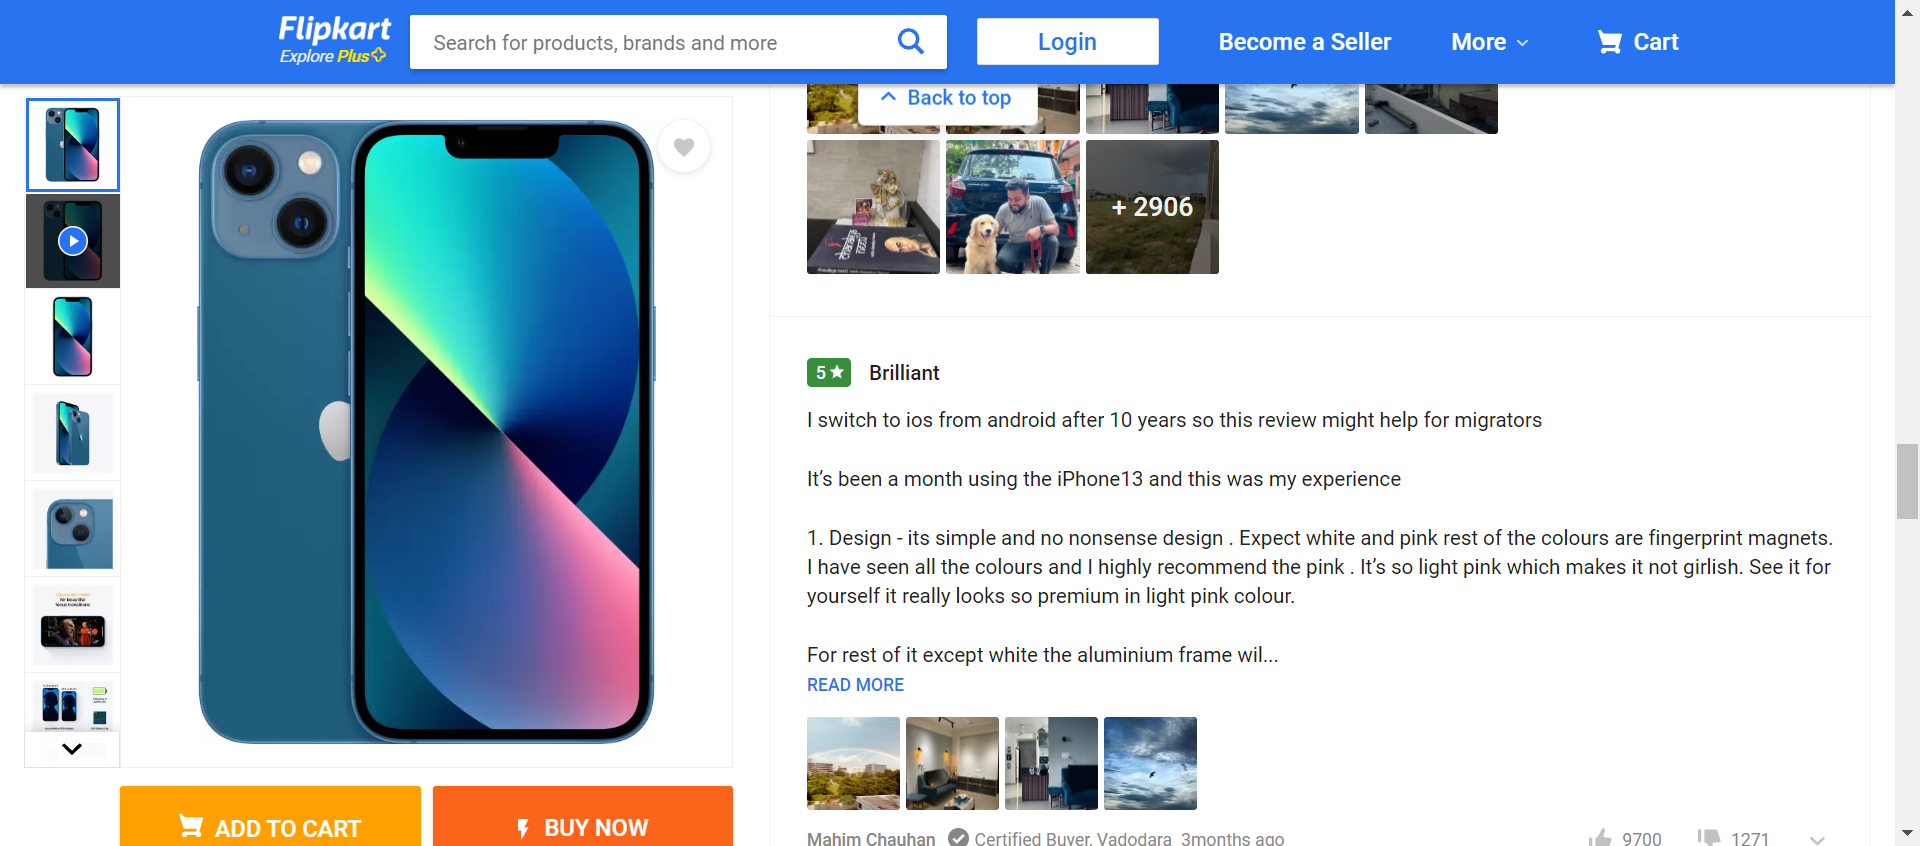 Flipkart
Explore Plus
Search for products, brands and more
Login
Become a Seller
More
Cart
Back to top
+ 2906
5★ Brilliant
I switch to ios from android after 10 years so this review might help for migrators
It’s been a month using the iPhone13 and this was my experience
1. Design - its simple and no nonsense design . Expect white and pink rest of the colours are fingerprint magnets.
I have seen all the colours and I highly recommend the pink . It’s so light pink which makes it not girlish. See it for
yourself it really looks so premium in light pink colour.
For rest of it except white the aluminium frame wil...
READ MORE
Mahim Chauhan Certified Buyer, Vadodara 3months ago
9700
1271
for beautiful
focus transitions.
ADD TO CART
BUY NOW